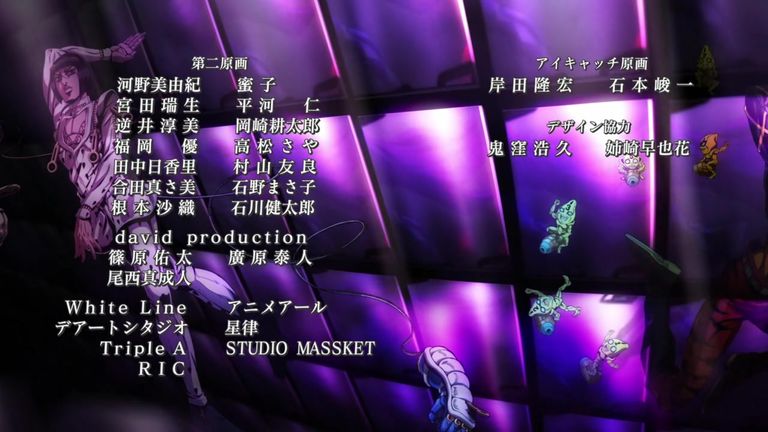 第二原画
河野美由紀 蜜子
宮田瑞生 平河 仁
逆井淳美 岡崎耕太郎
福岡 優 高松さや
田中日香里 村山友良
合田真さ美 石野まさ子
根本沙織 石川健太郎
david production
篠原佑太 廣原泰人
尾西真成人
White Line アニメアール
デアートシタジオ 星律
Triple A STUDIO MASSKET
RIC
アイキャッチ原画
岸田隆宏 石本峻一
デザイン協力
鬼窪浩久 姉崎早也花